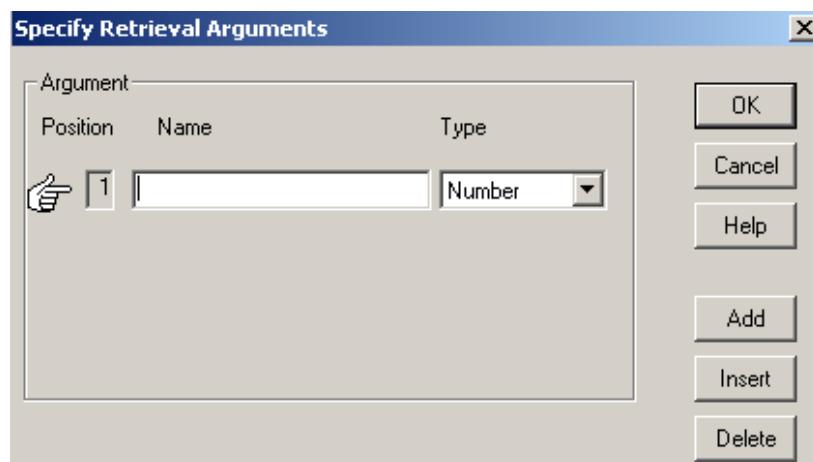 Specify Retrieval Arguments
Argument
Position Name Type
1 Number
OK
Cancel
Help
Add
Insert
Delete